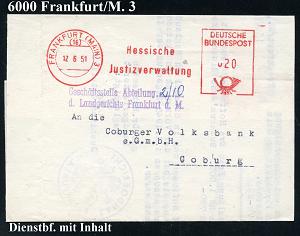 6000 Frankfurt/M. 3
FRANKFURT (MAIN) 3
(16)
12 6 51
Hessische
Justizverwaltung
DEUTSCHE
BUNDESPOST
020
Geschäftsstelle Abteilung 2/10
d. Landgerichts Frankfurt a. M.
An die
Coburger Volksbank
e.G.m.b.H.
Coburg
Dienstbf. mit Inhalt